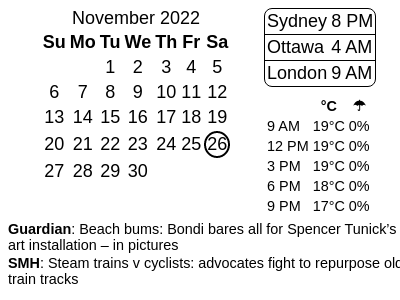 November 2022
Su Mo Tu We Th Fr Sa
1 2 3 4 5
6 7 8 9 10 11 12
13 14 15 16 17 18 19
20 21 22 23 24 25 26
27 28 29 30
Sydney 8 PM
Ottawa 4 AM
London 9 AM
°C ☂
9 AM 19°C 0%
12 PM 19°C 0%
3 PM 19°C 0%
6 PM 18°C 0%
9 PM 17°C 0%
Guardian: Beach bums: Bondi bares all for Spencer Tunick's
art installation – in pictures
SMH: Steam trains v cyclists: advocates fight to repurpose old
train tracks